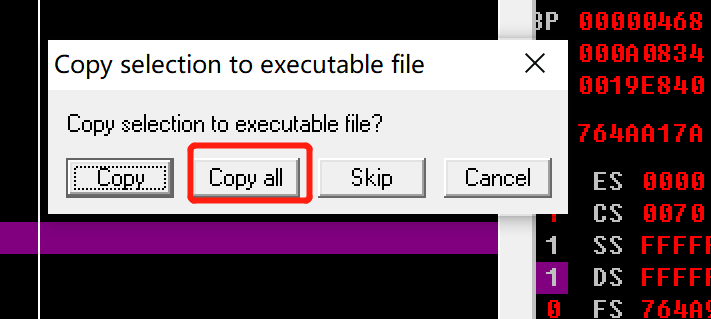 Copy selection to executable file
Copy selection to executable file?
Copy
Copy all
Skip
Cancel
BP 00000468
000A0834
0019E840
764AA17A
ES 0000
1 CS 0070
1 SS FFFFF
1 DS FFFFF
0 FS 764A9